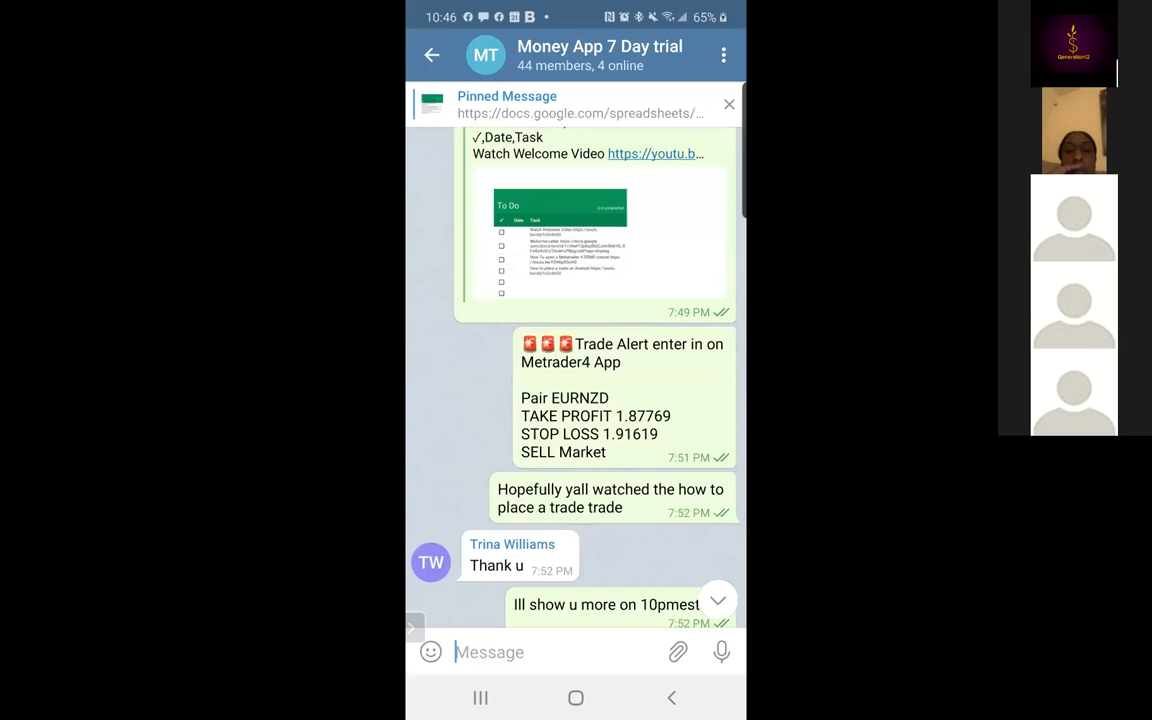 10:46
65%
MT
Money App 7 Day trial
44 members, 4 online
Pinned Message
https://docs.google.com/spreadsheets/...
✓,Date,Task
Watch Welcome Video https://youtu.b...
To Do
✓ Date Task
7:49 PM
🚨🚨🚨Trade Alert enter in on
Metrader4 App
Pair EURNZD
TAKE PROFIT 1.87769
STOP LOSS 1.91619
SELL Market
7:51 PM
Hopefully yall watched the how to
place a trade trade
7:52 PM
TW
Trina Williams
Thank u
7:52 PM
Ill show u more on 10pmest
7:52 PM
Message
Generation12